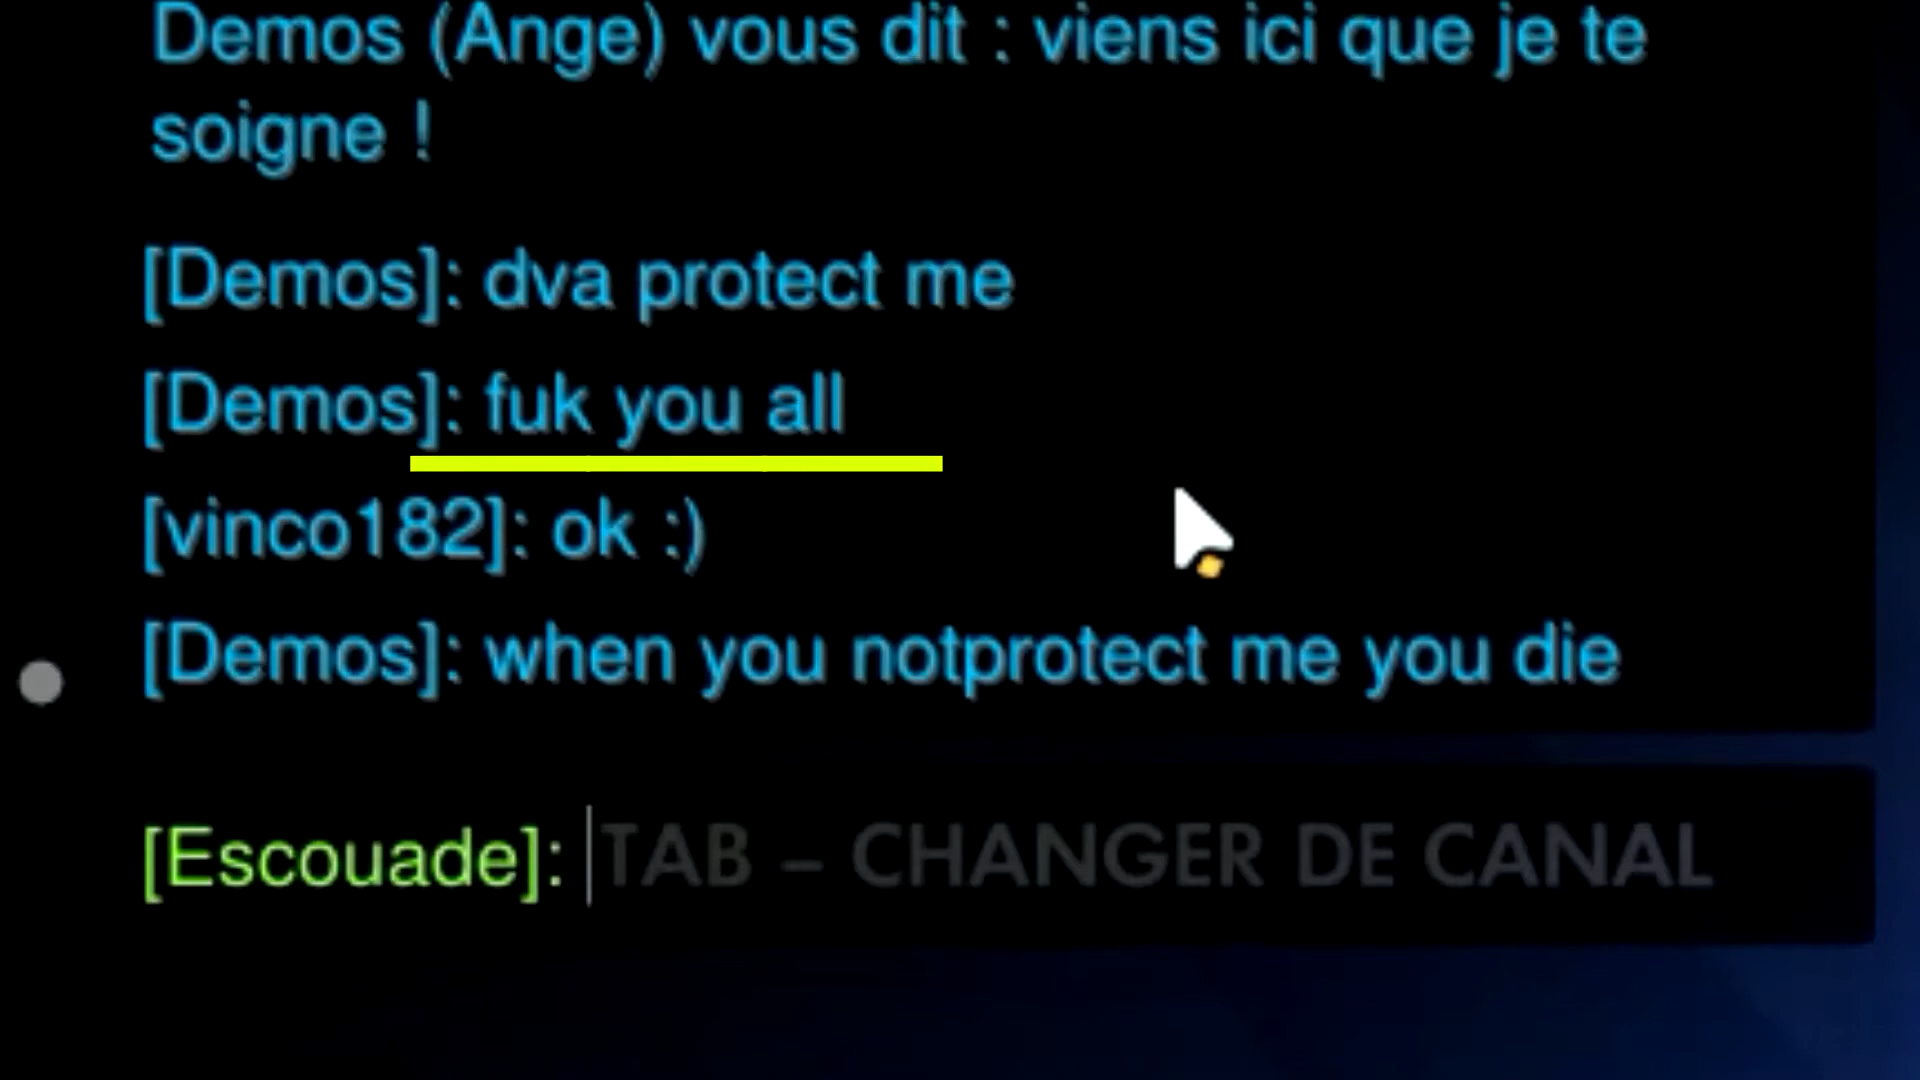 Demos (Ange) vous dit : viens ici que je te
soigne !
[Demos]: dva protect me
[Demos]: fuk you all
[vinco182]: ok :)
[Demos]: when you notprotect me you die
[Escouade]: TAB – CHANGER DE CANAL